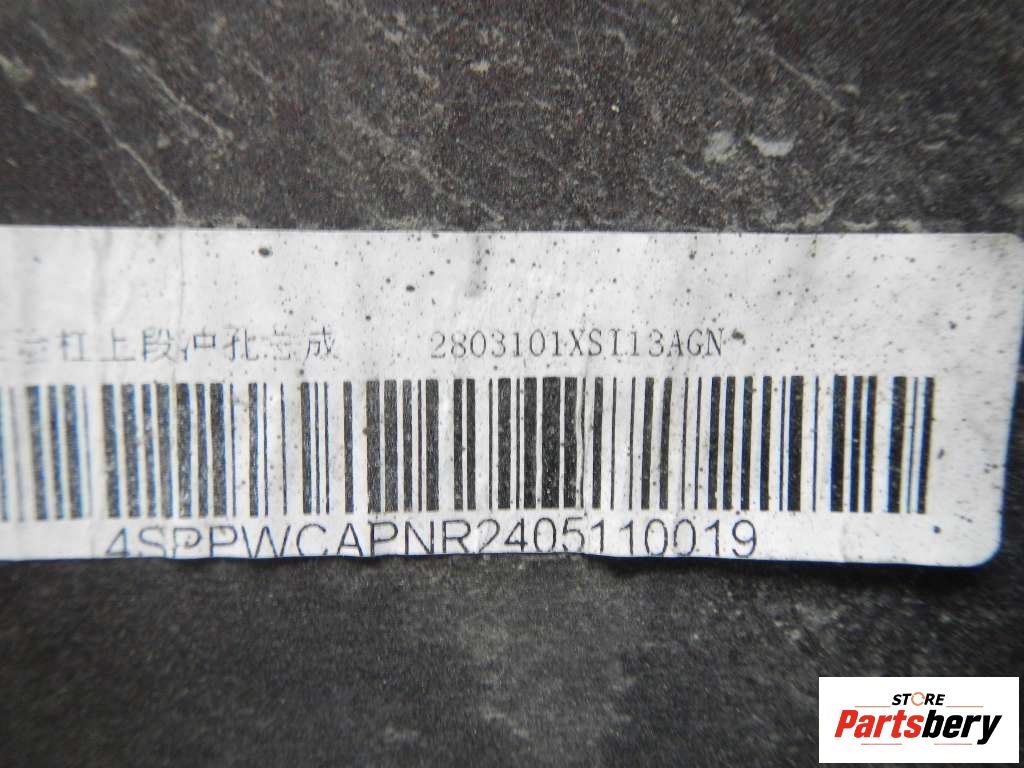 杠上段冲孔总成 2803101XSI13AGN
4SPPWCAPNR2405110019
STORE
Partsbery